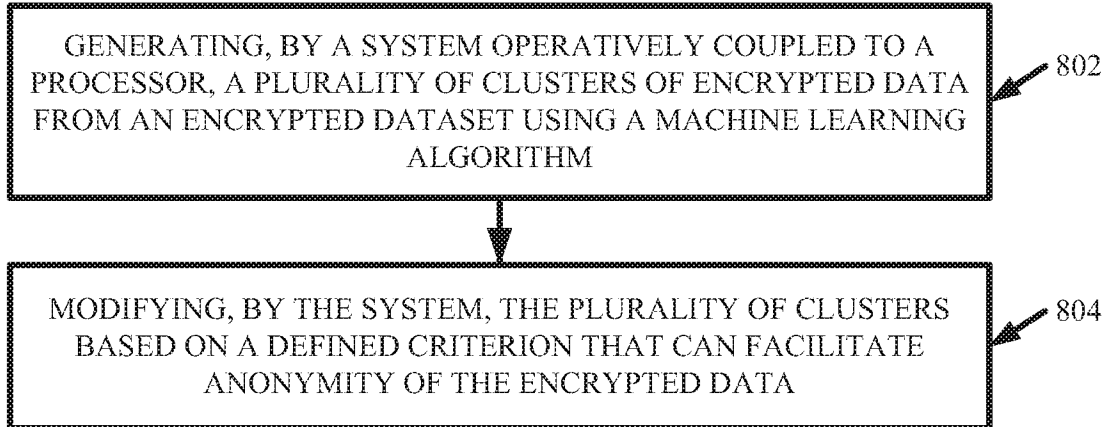 GENERATING, BY A SYSTEM OPERATIVELY COUPLED TO A
PROCESSOR, A PLURALITY OF CLUSTERS OF ENCRYPTED DATA
FROM AN ENCRYPTED DATASET USING A MACHINE LEARNING
ALGORITHM
802
MODIFYING, BY THE SYSTEM, THE PLURALITY OF CLUSTERS
BASED ON A DEFINED CRITERION THAT CAN FACILITATE
ANONYMITY OF THE ENCRYPTED DATA
804